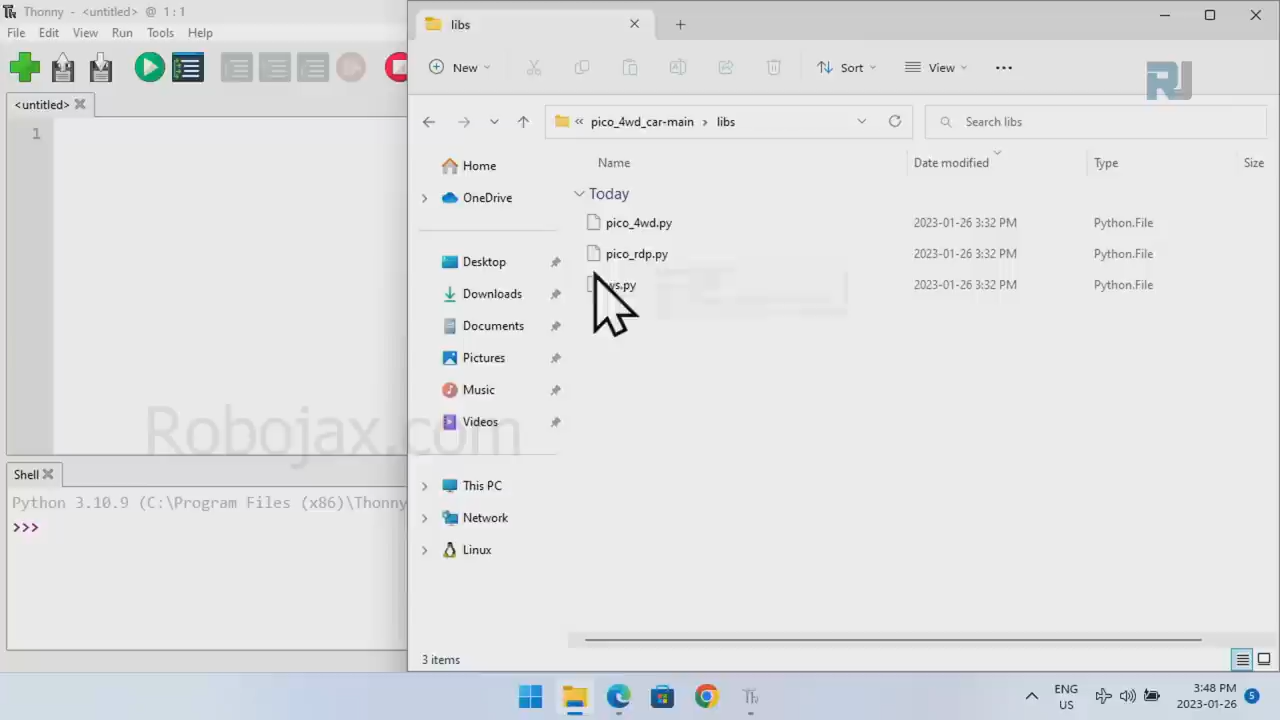 Thonny - <untitled> @ 1 : 1
File Edit View Run Tools Help
<untitled>
1
Shell
Python 3.10.9 (C:\Program Files (x86)\Thonny
>>>
libs
New
Sort
View
RJ
pico_4wd_car-main > libs
Search libs
Name Date modified Type Size
Home
OneDrive
Desktop
Downloads
Documents
Pictures
Music
Videos
This PC
Network
Linux
Today
pico_4wd.py 2023-01-26 3:32 PM Python.File
pico_rdp.py 2023-01-26 3:32 PM Python.File
ws.py 2023-01-26 3:32 PM Python.File
Robojax.com
3 items
ENG
US
3:48 PM
2023-01-26
5